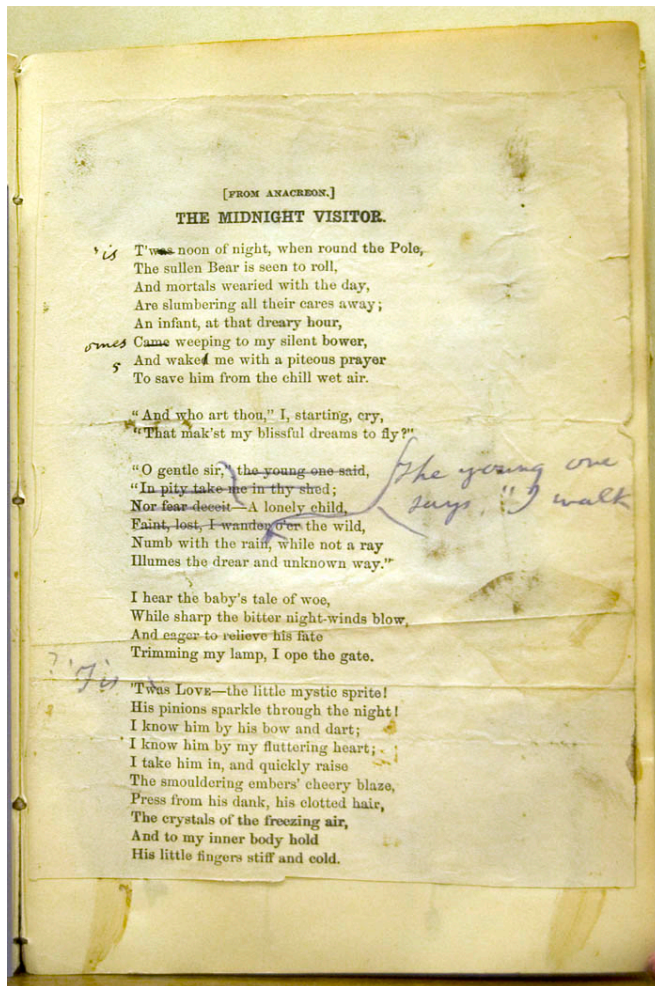 [FROM ANACREON.]
THE MIDNIGHT VISITOR.
'is T'was noon of night, when round the Pole,
The sullen Bear is seen to roll,
And mortals wearied with the day,
Are slumbering all their cares away;
An infant, at that dreary hour,
omes Came weeping to my silent bower,
s And waked me with a piteous prayer
To save him from the chill wet air.
"And who art thou," I, starting, cry,
"That mak'st my blissful dreams to fly?"
"O gentle sir," the young one said,
The young one
"In pity take me in thy shed;
says, "I walk
Nor fear deceit—A lonely child,
Faint, lost, I wander o'er the wild,
Numb with the rain, while not a ray
Illumes the drear and unknown way."
I hear the baby's tale of woe,
While sharp the bitter night-winds blow,
And eager to relieve his fate
Trimming my lamp, I ope the gate.
? 'Tis 'Twas LOVE—the little mystic sprite!
His pinions sparkle through the night!
I know him by his bow and dart;
I know him by my fluttering heart;
I take him in, and quickly raise
The smouldering embers' cheery blaze,
Press from his dank, his clotted hair,
The crystals of the freezing air,
And to my inner body hold
His little fingers stiff and cold.